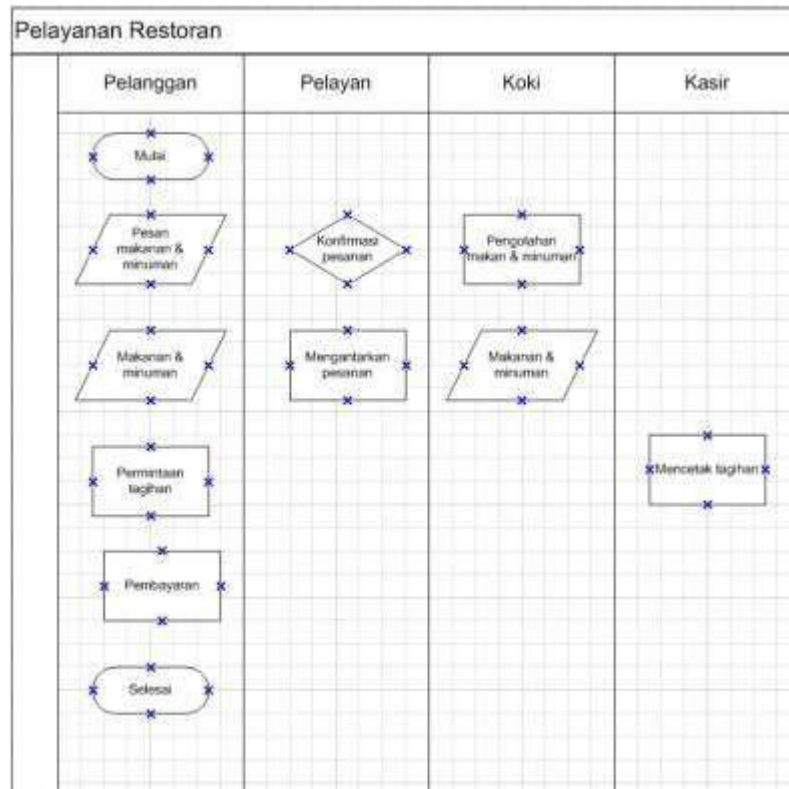 Pelayanan Restoran
Pelanggan
Pelayan
Koki
Kasir
Mulai
Pesan
makanan &
minuman
Konfirmasi
pesanan
Pengolahan
makan & minuman
Makanan &
minuman
Mengantarkan
pesanan
Makanan &
minuman
Permintaan
tagihan
Mencetak tagihan
Pembayaran
Selesai